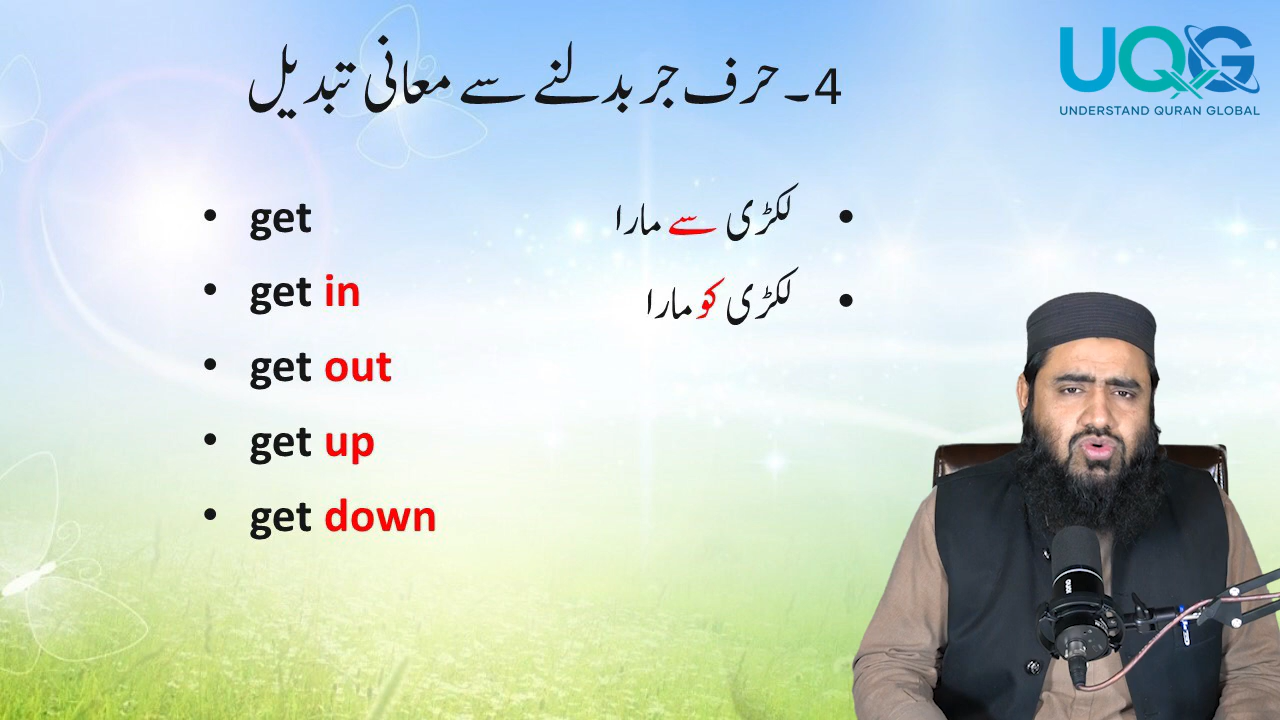 4۔ حرف جر بدلنے سے معانی تبدیل
UQG
UNDERSTAND QURAN GLOBAL
• لکڑی سے مارا
• لکڑی کو مارا
• get
• get in
• get out
• get up
• get down